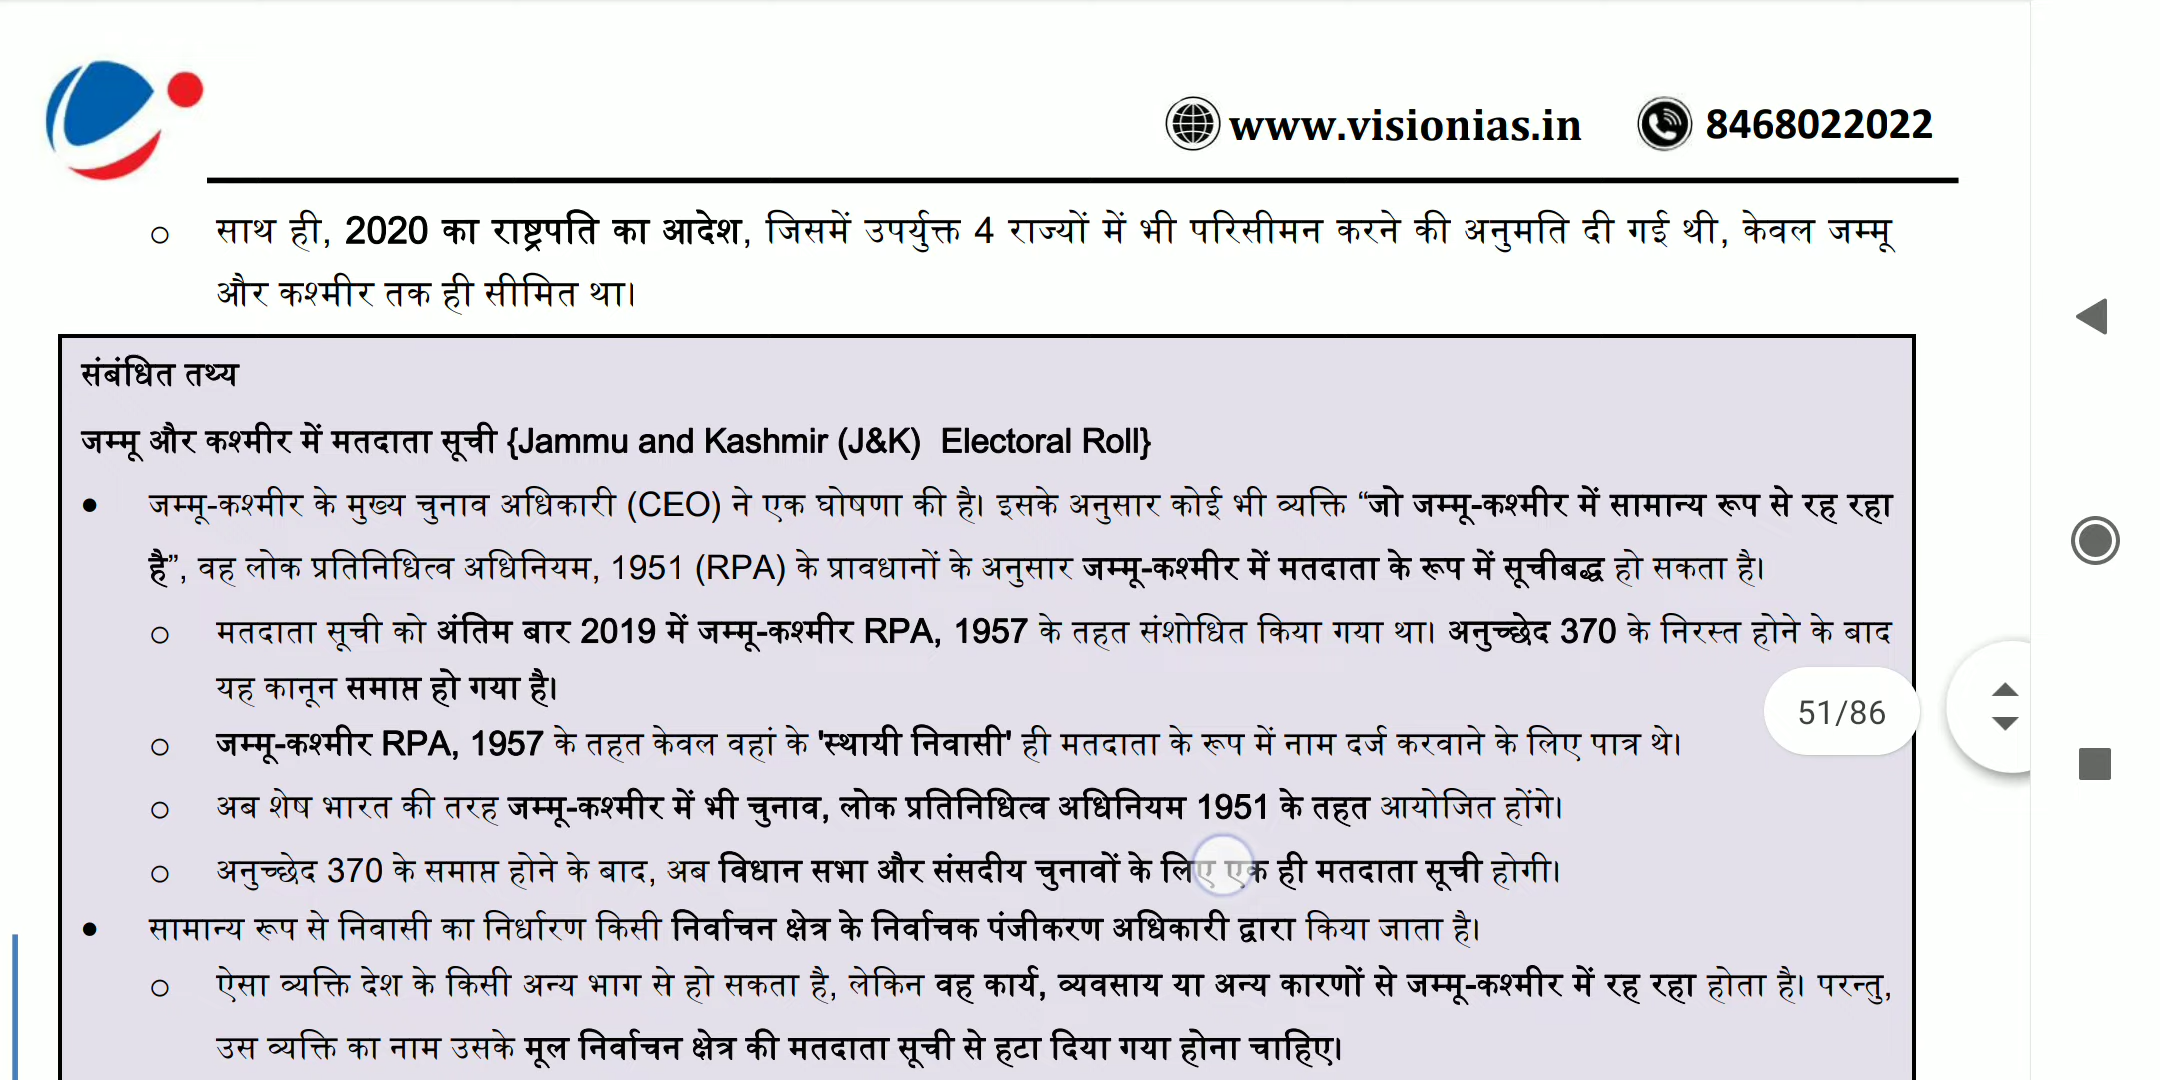 www.visionias.in 8468022022
साथ ही, 2020 का राष्ट्रपति का आदेश, जिसमें उपर्युक्त 4 राज्यों में भी परिसीमन करने की अनुमति दी गई थी, केवल जम्मू
और कश्मीर तक ही सीमित था।
संबंधित तथ्य
जम्मू और कश्मीर में मतदाता सूची {Jammu and Kashmir (J&K) Electoral Roll}
जम्मू-कश्मीर के मुख्य चुनाव अधिकारी (CEO) ने एक घोषणा की है। इसके अनुसार कोई भी व्यक्ति “जो जम्मू-कश्मीर में सामान्य रूप से रह रहा
है”, वह लोक प्रतिनिधित्व अधिनियम, 1951 (RPA) के प्रावधानों के अनुसार जम्मू-कश्मीर में मतदाता के रूप में सूचीबद्ध हो सकता है।
मतदाता सूची को अंतिम बार 2019 में जम्मू-कश्मीर RPA, 1957 के तहत संशोधित किया गया था। अनुच्छेद 370 के निरस्त होने के बाद
यह कानून समाप्त हो गया है।
51/86
जम्मू-कश्मीर RPA, 1957 के तहत केवल वहां के 'स्थायी निवासी' ही मतदाता के रूप में नाम दर्ज करवाने के लिए पात्र थे।
अब शेष भारत की तरह जम्मू-कश्मीर में भी चुनाव, लोक प्रतिनिधित्व अधिनियम 1951 के तहत आयोजित होंगे।
अनुच्छेद 370 के समाप्त होने के बाद, अब विधान सभा और संसदीय चुनावों के लिए एक ही मतदाता सूची होगी।
सामान्य रूप से निवासी का निर्धारण किसी निर्वाचन क्षेत्र के निर्वाचक पंजीकरण अधिकारी द्वारा किया जाता है।
ऐसा व्यक्ति देश के किसी अन्य भाग से हो सकता है, लेकिन वह कार्य, व्यवसाय या अन्य कारणों से जम्मू-कश्मीर में रह रहा होता है। परन्तु,
उस व्यक्ति का नाम उसके मूल निर्वाचन क्षेत्र की मतदाता सूची से हटा दिया गया होना चाहिए।